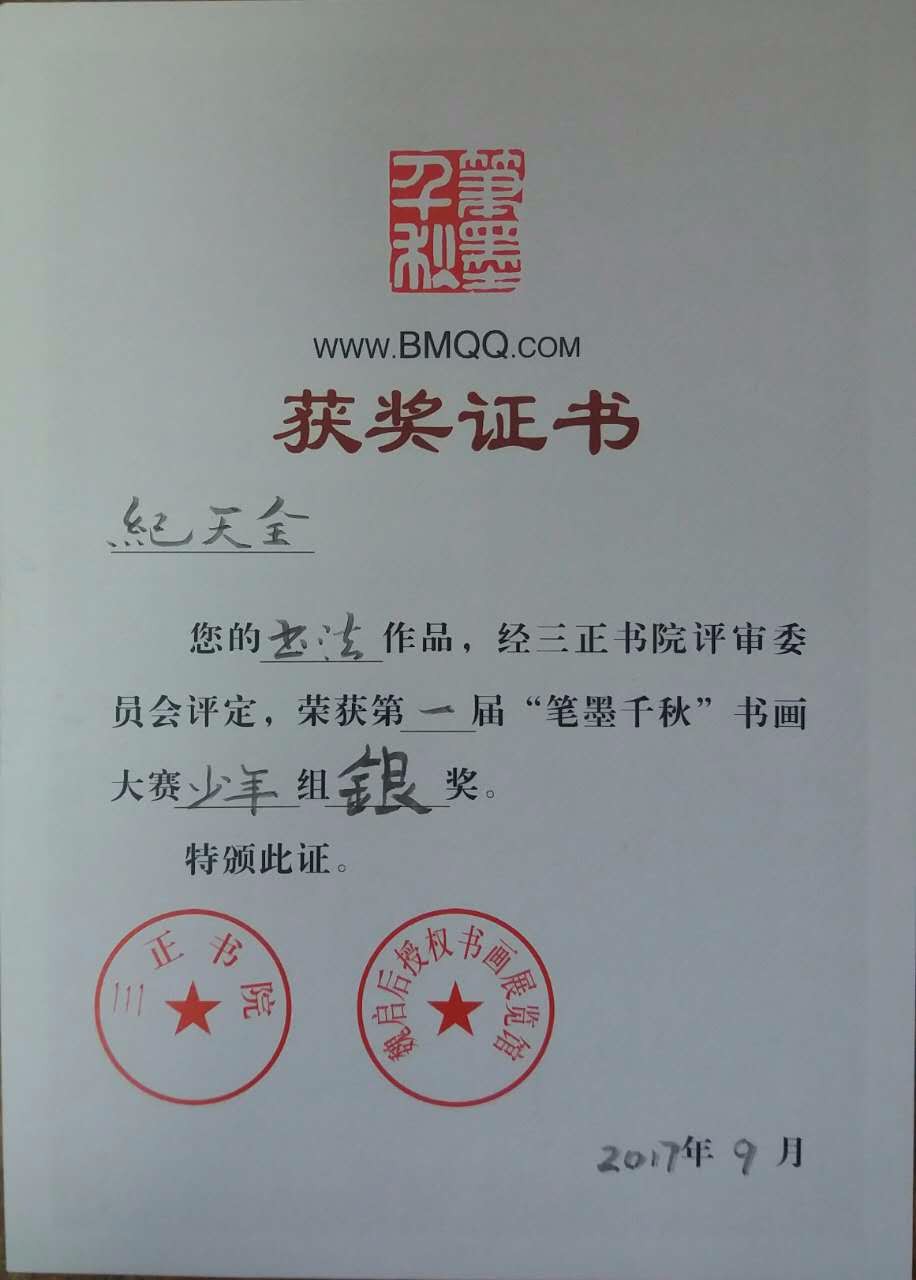 笔墨千秋
WWW.BMQQ.COM
获奖证书
紀天全
您的书法作品，经三正书院评审委
员会评定，荣获第一届“笔墨千秋”书画
大赛少年组銀奖。
特颁此证。
三正书院
魏启后授权书画展览馆
2017年9月